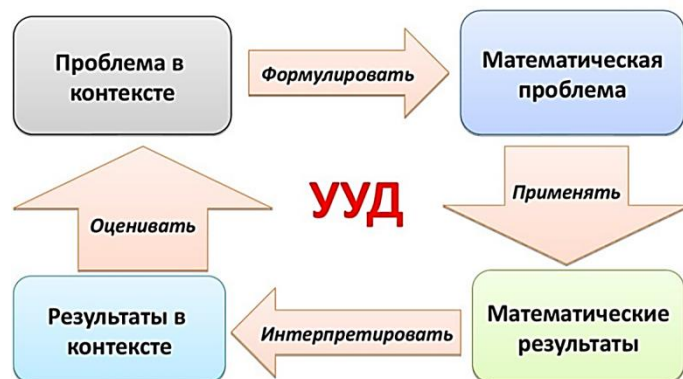 Проблема в
контексте
Формулировать
Математическая
проблема
УУД
Оценивать
Применять
Результаты в
контексте
Интерпретировать
Математические
результаты